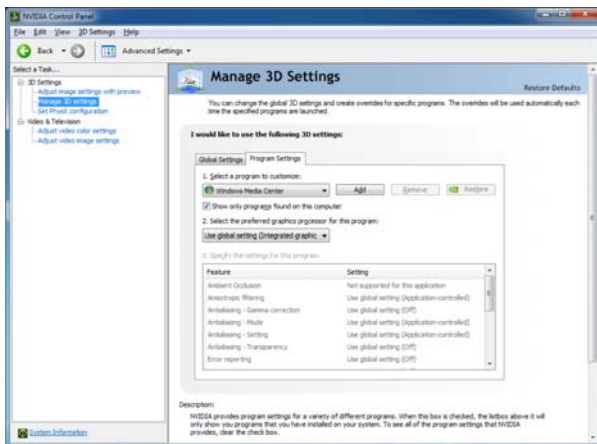 NVIDIA Control Panel
File Edit View 3D Settings Help
Back Advanced Settings
Select a Task...
3D Settings
Adjust image settings with preview
Manage 3D settings
Set PhysX configuration
Video & Television
Adjust video color settings
Adjust video image settings
System Information
Manage 3D Settings
Restore Defaults
You can change the global 3D settings and create overrides for specific programs. The overrides will be used automatically each
time the specified programs are launched.
I would like to use the following 3D settings:
Global Settings Program Settings
1. Select a program to customize:
Windows Media Center Add Remove Restore
Show only programs found on this computer
2. Select the preferred graphics processor for this program:
Use global setting (Integrated graphic
3. Specify the settings for this program:
Feature Setting
Ambient Occlusion Not supported for this application
Anisotropic filtering Use global setting (Application-controlled)
Antialiasing - Gamma correction Use global setting (Off)
Antialiasing - Mode Use global setting (Application-controlled)
Antialiasing - Setting Use global setting (Application-controlled)
Antialiasing - Transparency Use global setting (Off)
Error reporting Use global setting (Off)
Description:
NVIDIA provides program settings for a variety of different programs. When this box is checked, the listbox above it will
only show you programs that you have installed on your system. To see all of the program settings that NVIDIA
provides, clear the check box.